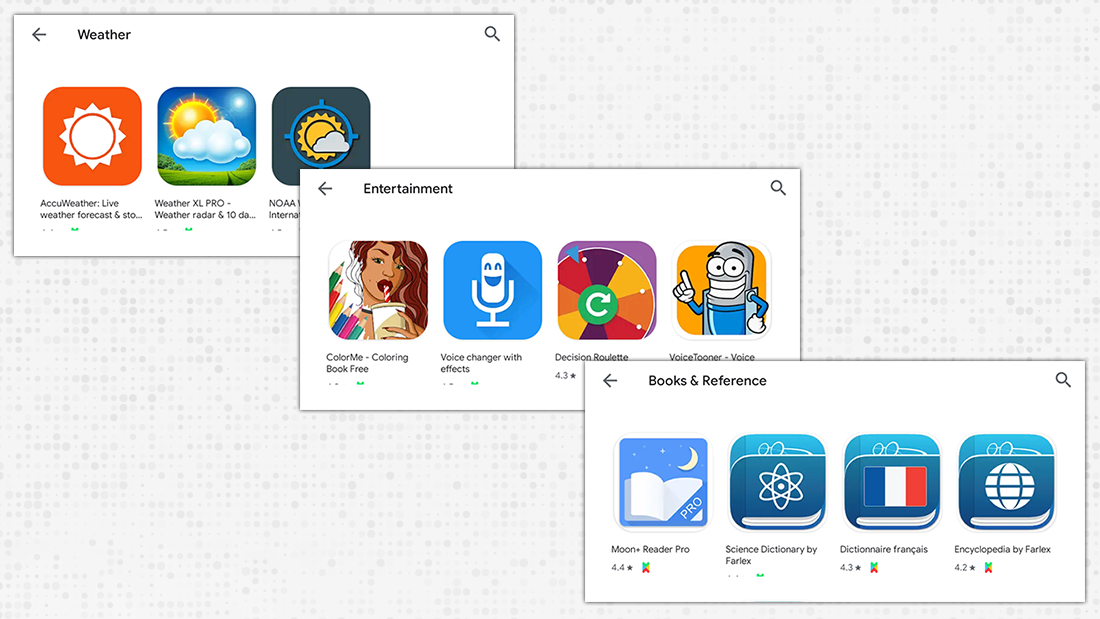 Weather
AccuWeather: Live
weather forecast & sto...
Weather XL PRO -
Weather radar & 10 da...
NOAA
Entertainment
ColorMe - Coloring
Book Free
Voice changer with
effects
Decision Roulette
4.3★
VoiceTooner - Voice
Books & Reference
PRO
Moon+ Reader Pro
4.4★
Science Dictionary by
Farlex
Dictionnaire français
4.3★
Encyclopedia by Farlex
4.2★